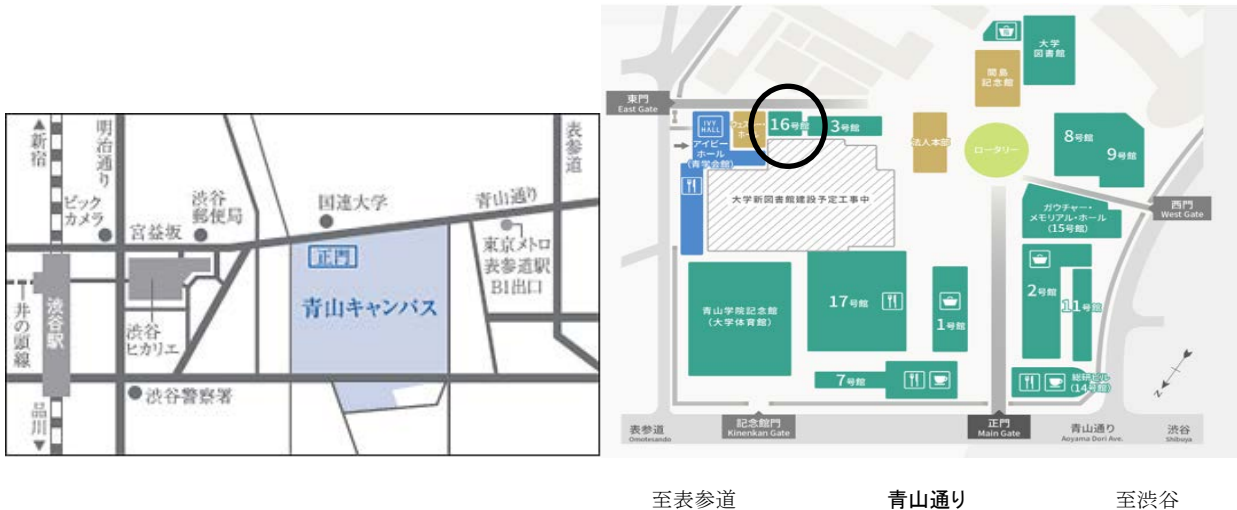 ▲新宿
明治通り
ビック
カメラ
宮益坂
渋谷
郵便局
国連大学
青山通り
表参道
東京メトロ
表参道駅
B1出口
正門
青山キャンパス
渋谷駅
井の頭線
渋谷
ヒカリエ
渋谷警察署
品川▼
大学
図書館
間島
記念館
東門
East Gate
IVY
HALL
アイビー
ホール
(青学会館)
ウェスレー・
ホール
16号館
3号館
法人本部
ロータリー
8号館
9号館
大学新図書館建設予定工事中
西門
West Gate
ガウチャー・
メモリアル・ホール
(15号館)
青山学院記念館
(大学体育館)
17号館
1号館
2号館
11号館
7号館
総研ビル
(14号館)
N
表参道
Omotesando
記念館門
Kinenkan Gate
正門
Main Gate
青山通り
Aoyama Dori Ave.
渋谷
Shibuya
至表参道 青山通り 至渋谷